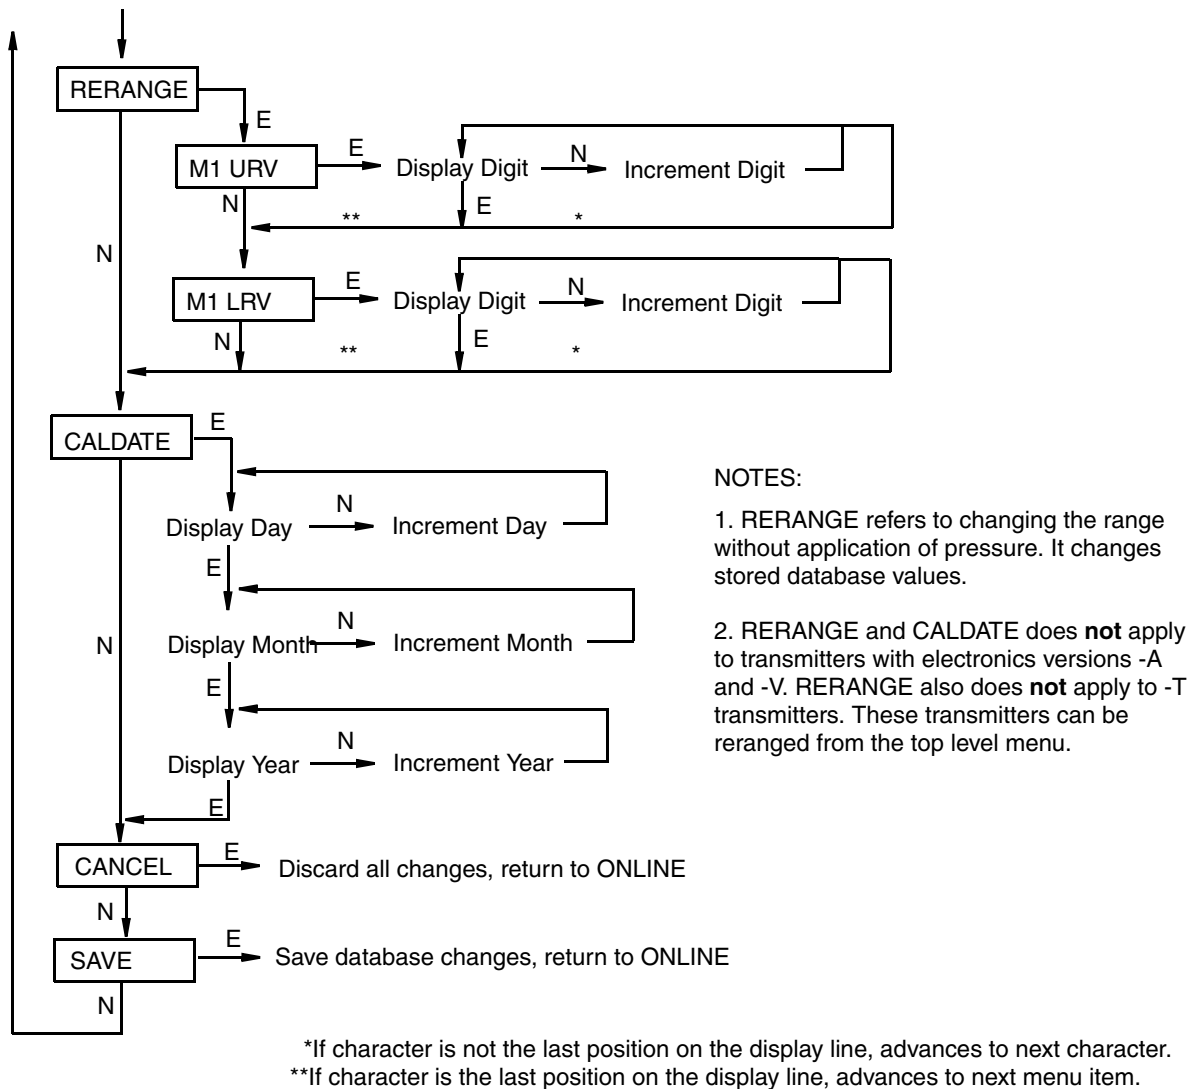 RERANGE
E
M1 URV
E
Display Digit
N
Increment Digit
N
E
**
*
N
M1 LRV
E
Display Digit
N
Increment Digit
N
E
**
*
CALDATE
E
Display Day
N
Increment Day
E
N
Display Month
N
Increment Month
E
Display Year
N
Increment Year
E
CANCEL
E
Discard all changes, return to ONLINE
N
SAVE
E
Save database changes, return to ONLINE
N
NOTES:
1. RERANGE refers to changing the range
without application of pressure. It changes
stored database values.
2. RERANGE and CALDATE does not apply
to transmitters with electronics versions -A
and -V. RERANGE also does not apply to -T
transmitters. These transmitters can be
reranged from the top level menu.
*If character is not the last position on the display line, advances to next character.
**If character is the last position on the display line, advances to next menu item.